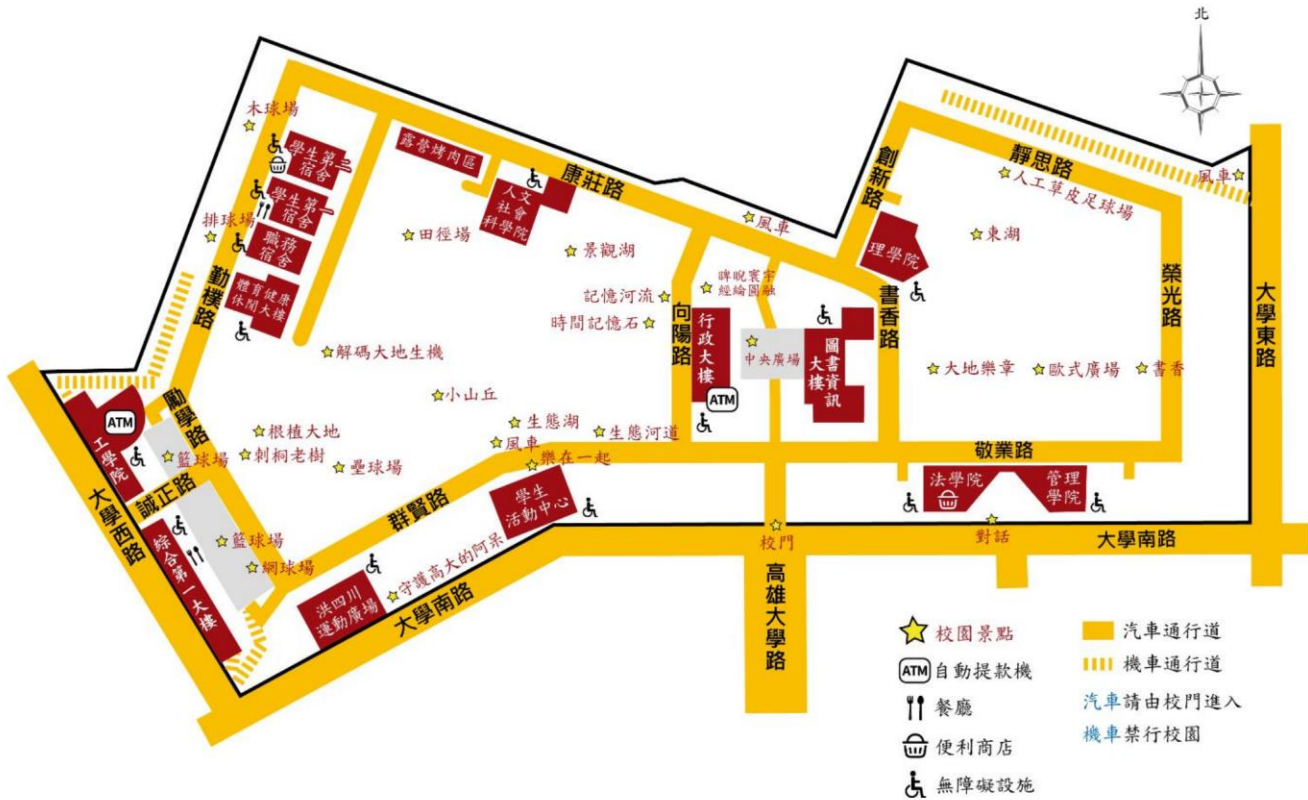 北
木球場
學生第二
宿舍
學生第一
宿舍
排球場
職務
宿舍
體育健康
休閒大樓
勤樸路
露營烤肉區
人文
社會
科學院
康莊路
田徑場
景觀湖
風車
創新路
靜思路
人工草皮足球場
風車
理學院
東湖
榮光路
大學東路
記憶河流
時間記憶石
向陽路
睥睨寰宇
經綸圓融
行政大樓
ATM
中央廣場
圖書資訊
大樓
書香路
解碼大地生機
小山丘
大地樂章
歐式廣場
書香
ATM
工學院
勵學路
籃球場
根植大地
刺桐老樹
壘球場
生態湖
風車
生態河道
樂在一起
敬業路
大學西路
誠正路
綜合第一大樓
籃球場
網球場
群賢路
學生
活動中心
法學院
管理
學院
洪四川
運動廣場
守護高大的阿呆
大學南路
校門
對話
大學南路
高雄大學路
校園景點
ATM 自動提款機
餐廳
便利商店
無障礙設施
汽車通行道
機車通行道
汽車請由校門進入
機車禁行校園